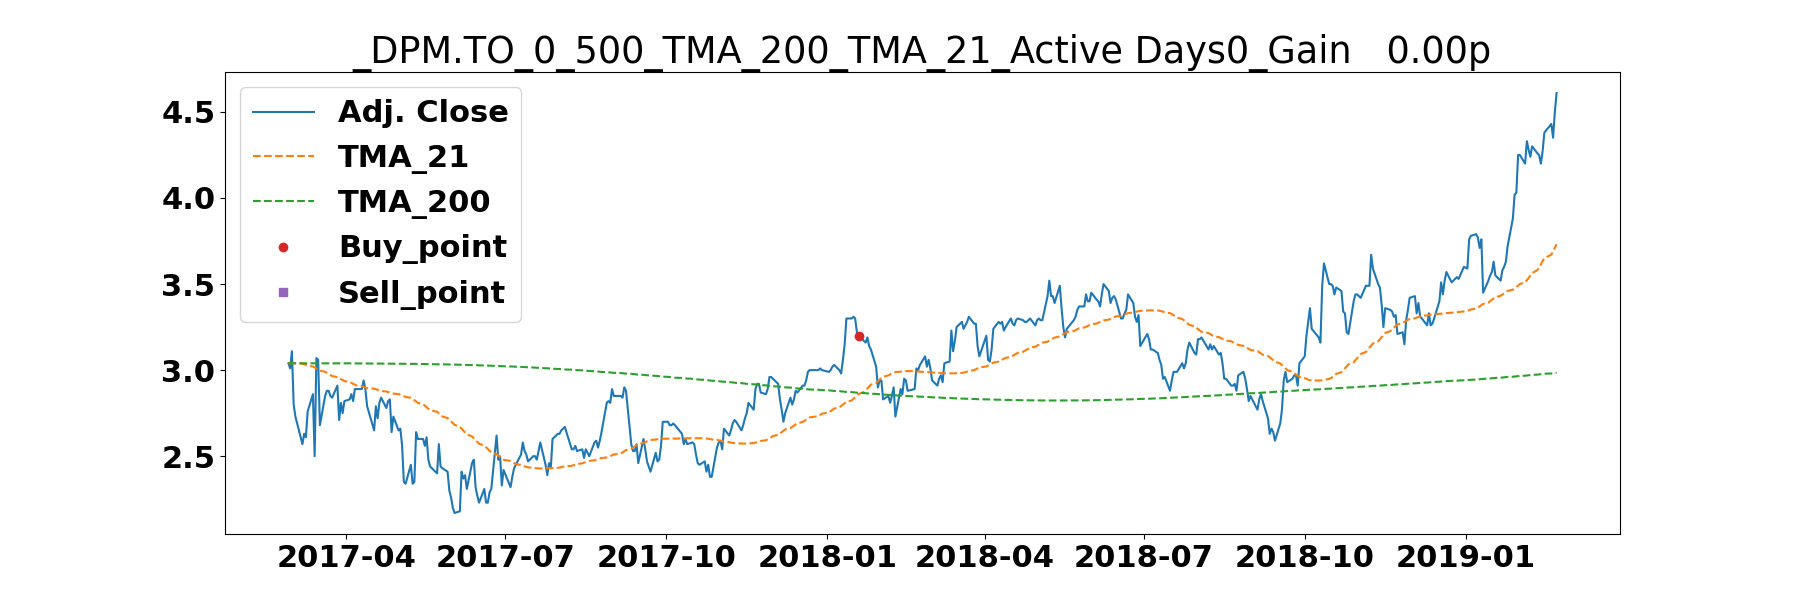 _DPM.TO_0_500_TMA_200_TMA_21_Active Days0_Gain   0.00p
Adj. Close
TMA_21
TMA_200
Buy_point
Sell_point
4.5
4.0
3.5
3.0
2.5
2017-04 2017-07 2017-10 2018-01 2018-04 2018-07 2018-10 2019-01